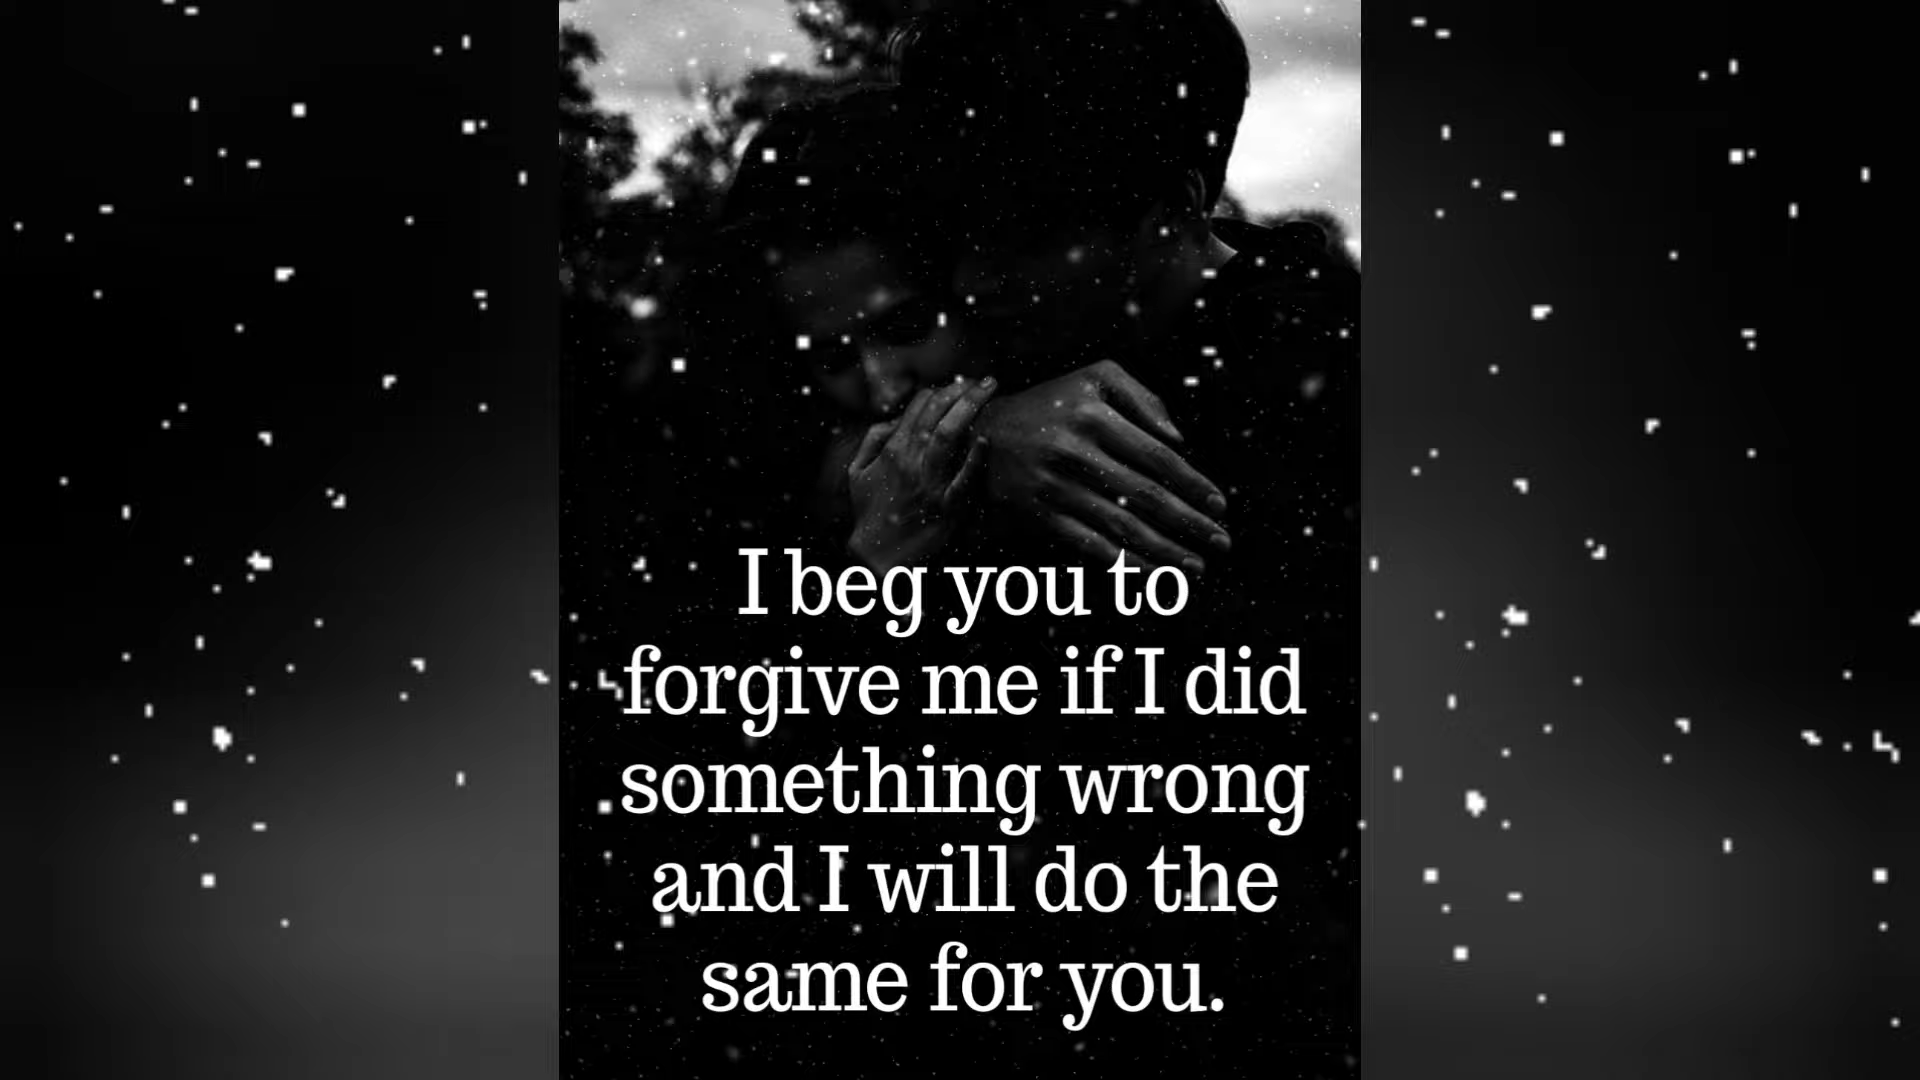 I beg you to
forgive me if I did
something wrong
and I will do the
same for you.